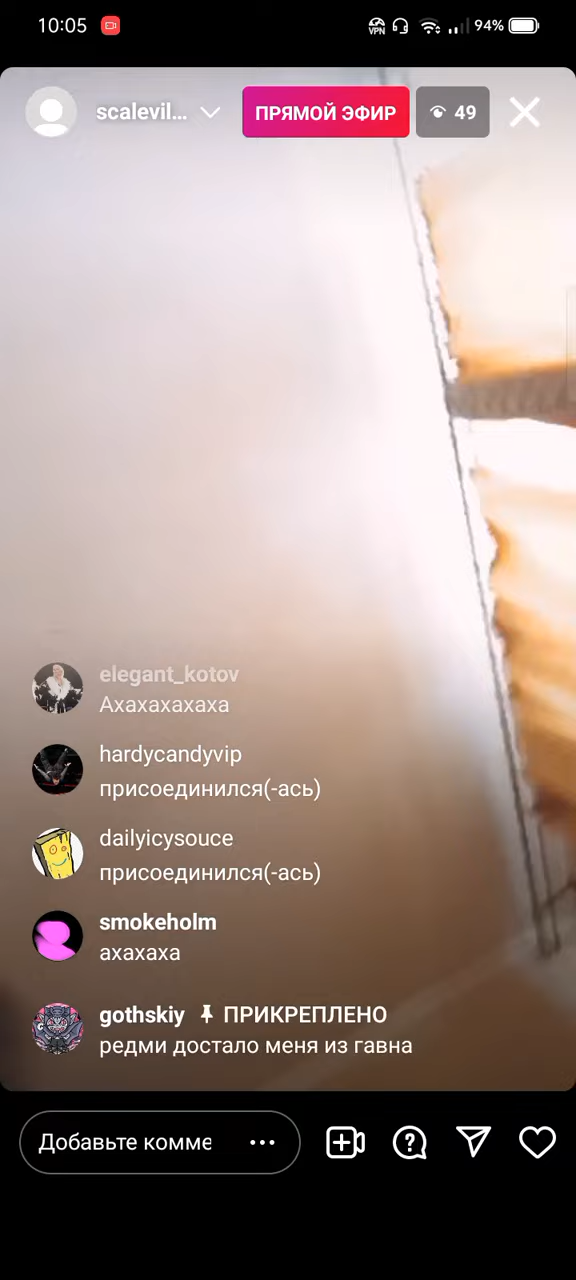 10:05
VPN
94%
scalevil...
ПРЯМОЙ ЭФИР
49
elegant_kotov
Ахахахахаха
hardycandyvip
присоединился(-ась)
dailyicysouce
присоединился(-ась)
smokeholm
ахахаха
gothskiy ПРИКРЕПЛЕНО
редми достало меня из гавна
Добавьте комме